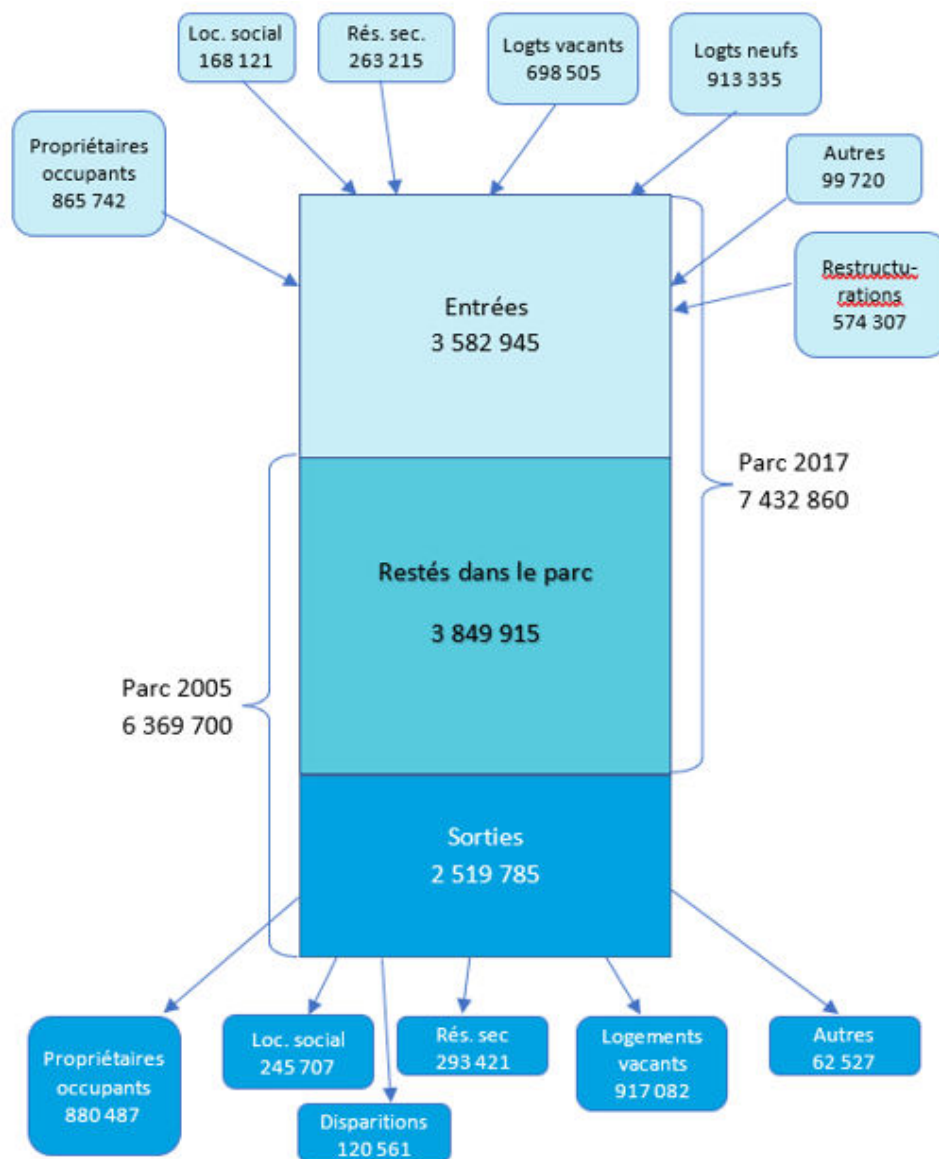 Loc. social
168 121
Rés. sec.
263 215
Logts vacants
698 505
Logts neufs
913 335
Propriétaires
occupants
865 742
Autres
99 720
Restructu-
rations
574 307
Entrées
3 582 945
Parc 2017
7 432 860
Restés dans le parc
3 849 915
Parc 2005
6 369 700
Sorties
2 519 785
Propriétaires
occupants
880 487
Loc. social
245 707
Disparitions
120 561
Rés. sec
293 421
Logements
vacants
917 082
Autres
62 527